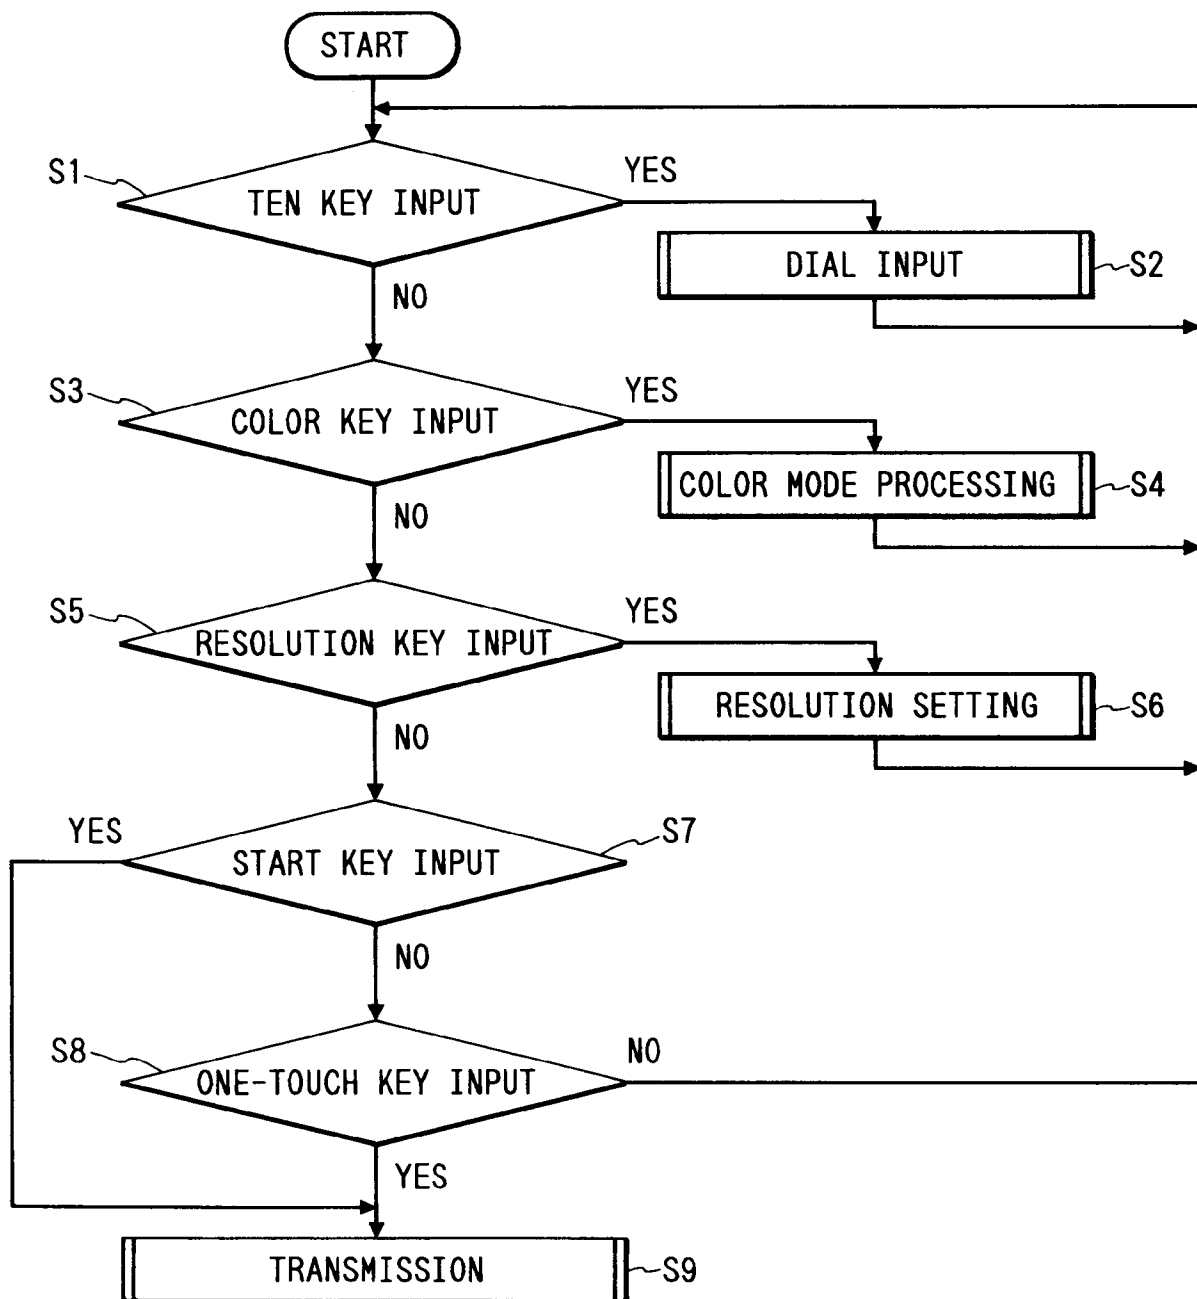 START
S1
TEN KEY INPUT
YES
DIAL INPUT
S2
NO
S3
COLOR KEY INPUT
YES
COLOR MODE PROCESSING
S4
NO
S5
RESOLUTION KEY INPUT
YES
RESOLUTION SETTING
S6
NO
YES
START KEY INPUT
S7
NO
S8
ONE-TOUCH KEY INPUT
NO
YES
TRANSMISSION
S9